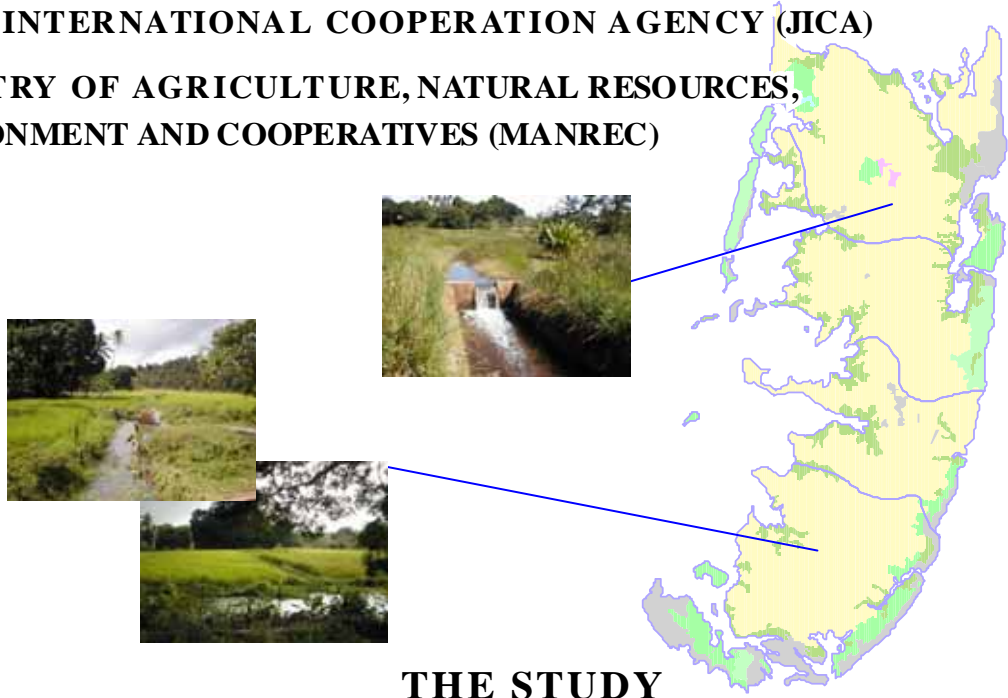 INTERNATIONAL COOPERATION AGENCY (JICA)
TRY OF AGRICULTURE, NATURAL RESOURCES,
ONMENT AND COOPERATIVES (MANREC)
THE STUDY